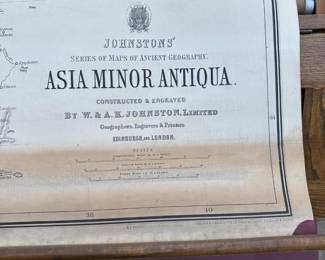 JOHNSTONS'
SERIES OF MAPS OF ANCIENT GEOGRAPHY.
ASIA MINOR ANTIQUA.
CONSTRUCTED & ENGRAVED
BY W. & A. K. JOHNSTON, LIMITED
Geographers, Engravers & Printers
EDINBURGH AND LONDON.
SCALES
38
40